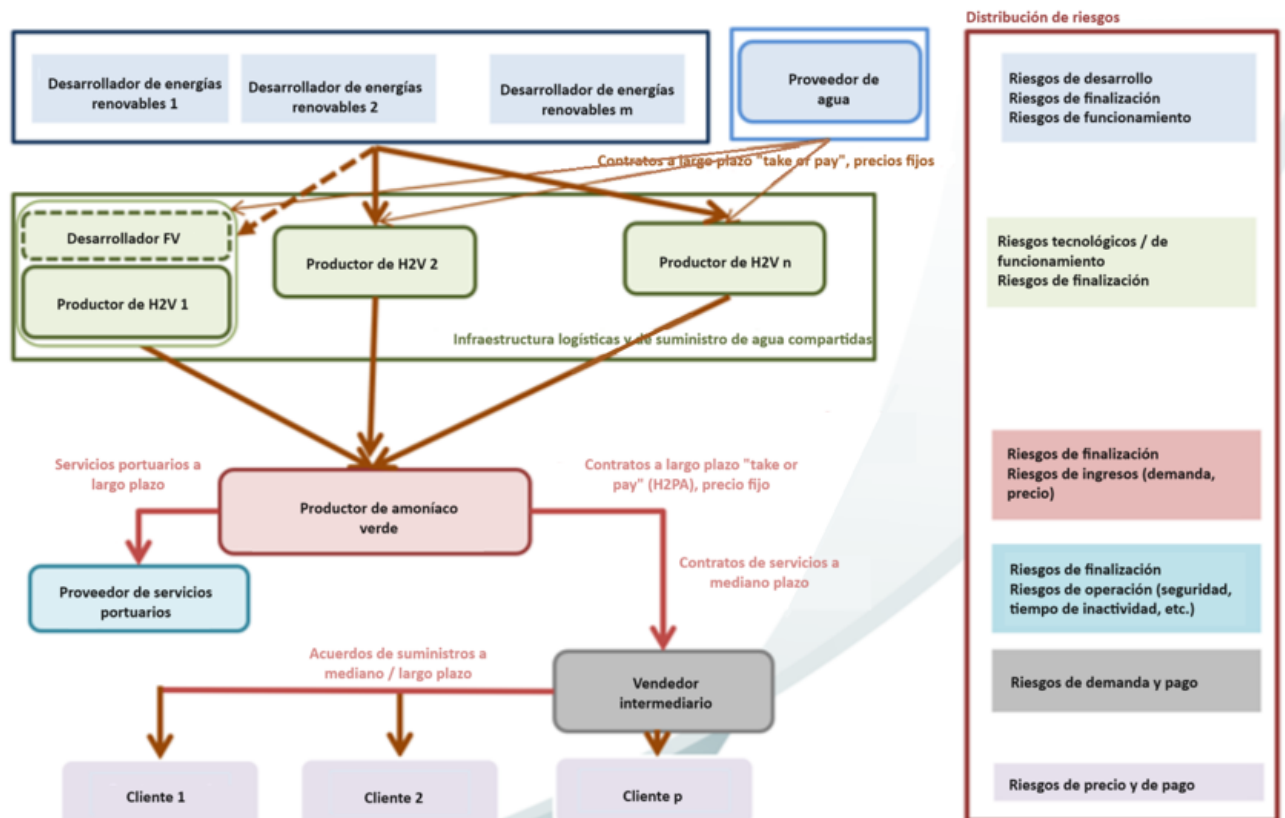 Distribución de riesgos
Desarrollador de energías
renovables 1
Desarrollador de energías
renovables 2
Desarrollador de energías
renovables m
Proveedor de
agua
Riesgos de desarrollo
Riesgos de finalización
Riesgos de funcionamiento
Contratos a largo plazo "take or pay", precios fijos
Desarrollador FV
Productor de H2V 1
Productor de H2V 2
Productor de H2V n
Riesgos tecnológicos / de
funcionamiento
Riesgos de finalización
Infraestructura logísticas y de suministro de agua compartidas
Servicios portuarios a
largo plazo
Productor de amoníaco
verde
Contratos a largo plazo "take or
pay" (H2PA), precio fijo
Riesgos de finalización
Riesgos de ingresos (demanda,
precio)
Proveedor de servicios
portuarios
Contratos de servicios a
mediano plazo
Riesgos de finalización
Riesgos de operación (seguridad,
tiempo de inactividad, etc.)
Acuerdos de suministros a
mediano / largo plazo
Vendedor
intermediario
Riesgos de demanda y pago
Cliente 1
Cliente 2
Cliente p
Riesgos de precio y de pago